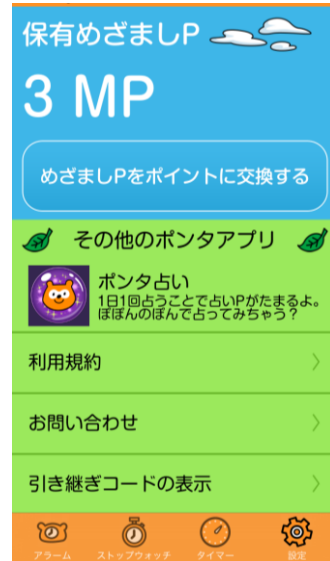 保有めざましP
3 MP
めざましPをポイントに交換する
その他のポンタアプリ
ポンタ占い
1日1回占うことで占いPがたまるよ。
ぽぽんのぽんで占ってみちゃう？
利用規約
お問い合わせ
引き継ぎコードの表示
アラーム
ストップウォッチ
タイマー
設定